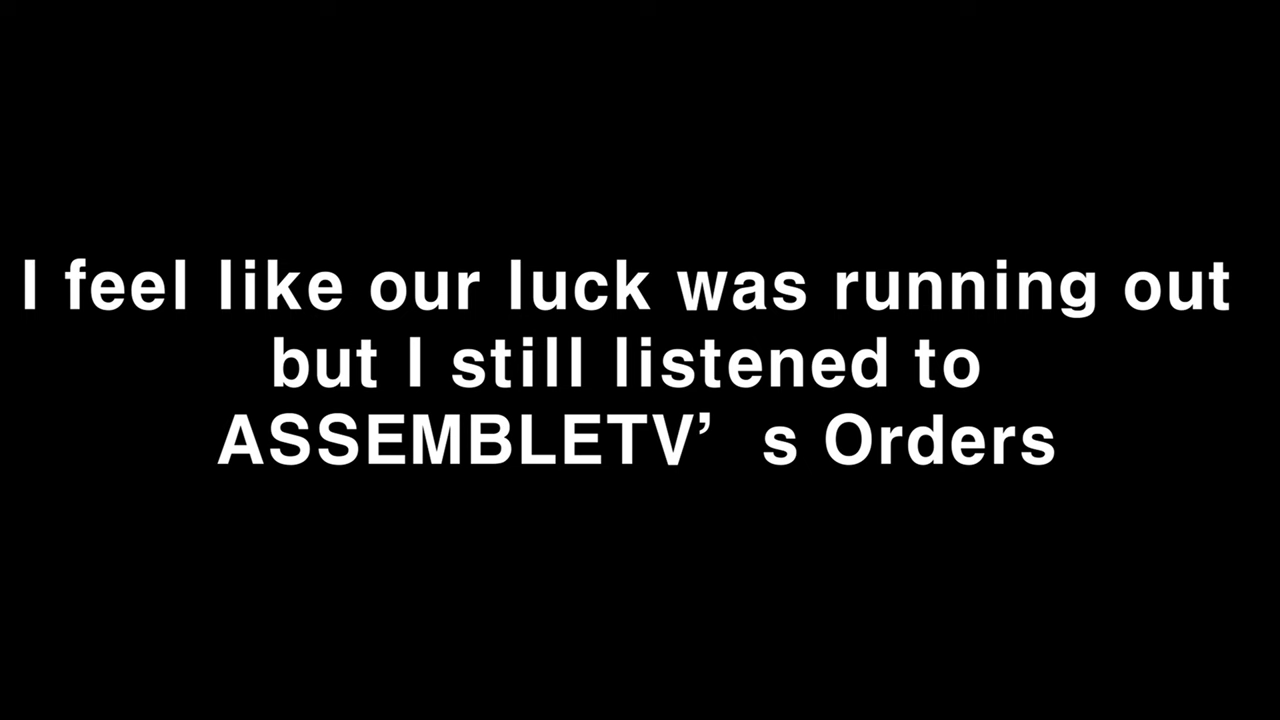 I feel like our luck was running out
but I still listened to
ASSEMBLETV’s Orders